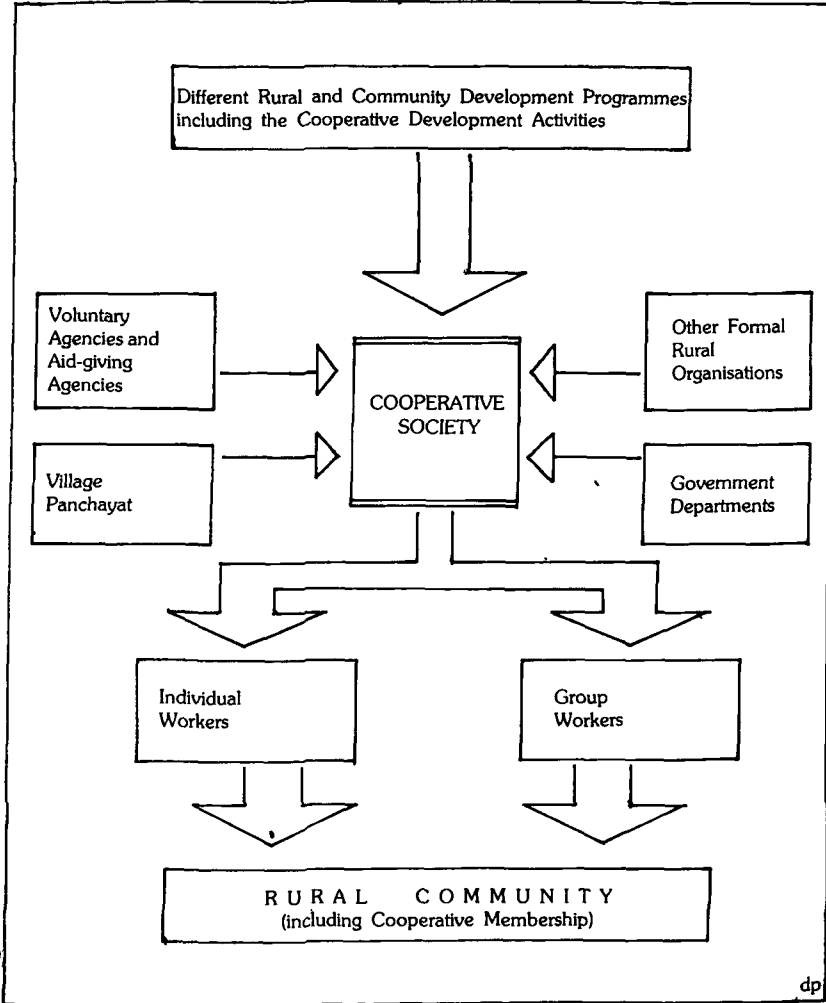 Different Rural and Community Development Programmes
including the Cooperative Development Activities
Voluntary
Agencies and
Aid-giving
Agencies
Other Formal
Rural
Organisations
COOPERATIVE
SOCIETY
Village
Panchayat
Government
Departments
Individual
Workers
Group
Workers
RURAL COMMUNITY
(including Cooperative Membership)
dp